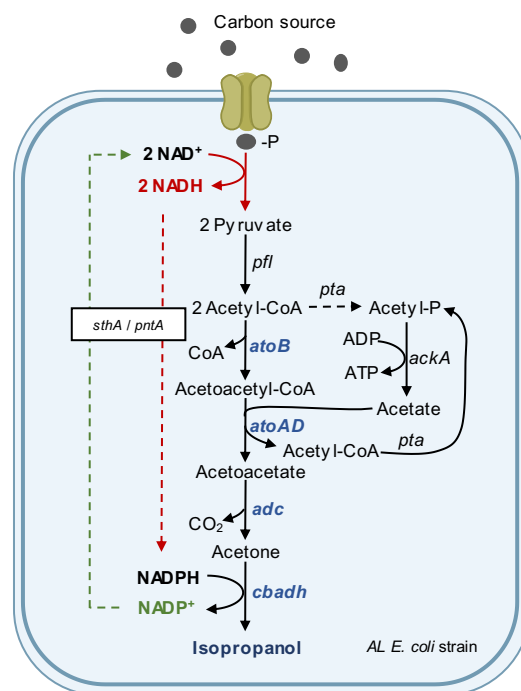 Carbon source
-P
2 NAD⁺
2 NADH
2 Pyruvate
pfl
2 Acetyl-CoA
pta
Acetyl-P
sthA / pntA
CoA
atoB
ADP
ATP
ackA
Acetoacetyl-CoA
Acetate
atoAD
Acetyl-CoA
pta
Acetoacetate
CO₂
adc
Acetone
NADPH
cbadh
NADP⁺
Isopropanol
AL E. coli strain